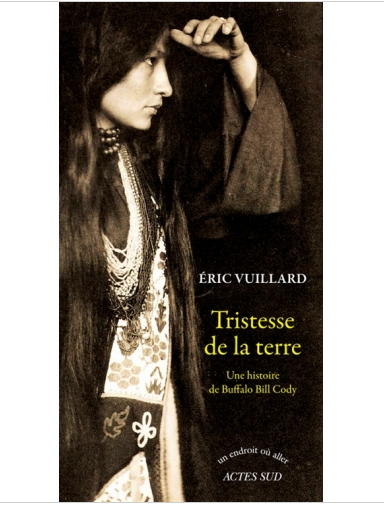 ÉRIC VUILLARD
Tristesse
de la terre
Une histoire
de Buffalo Bill Cody
un endroit où aller
ACTES SUD